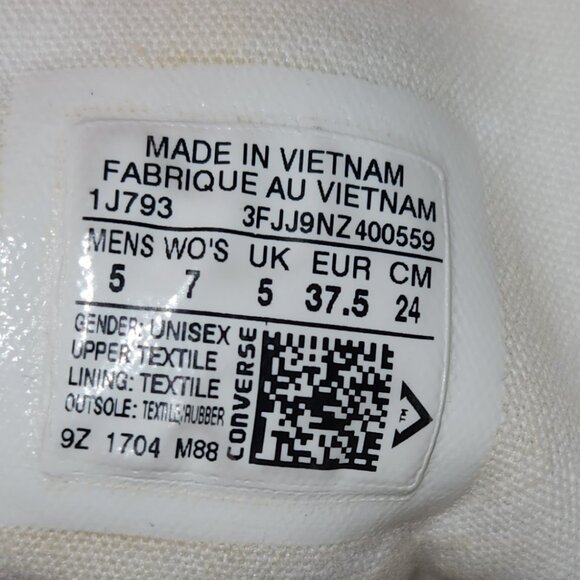 MADE IN VIETNAM
FABRIQUE AU VIETNAM
1J793 3FJJ9NZ400559
MENS WO'S UK EUR CM
5 7 5 37.5 24
GENDER: UNISEX
UPPER: TEXTILE
LINING: TEXTILE
OUTSOLE: TEXTILE/RUBBER
9Z 1704 M88
CONVERSE